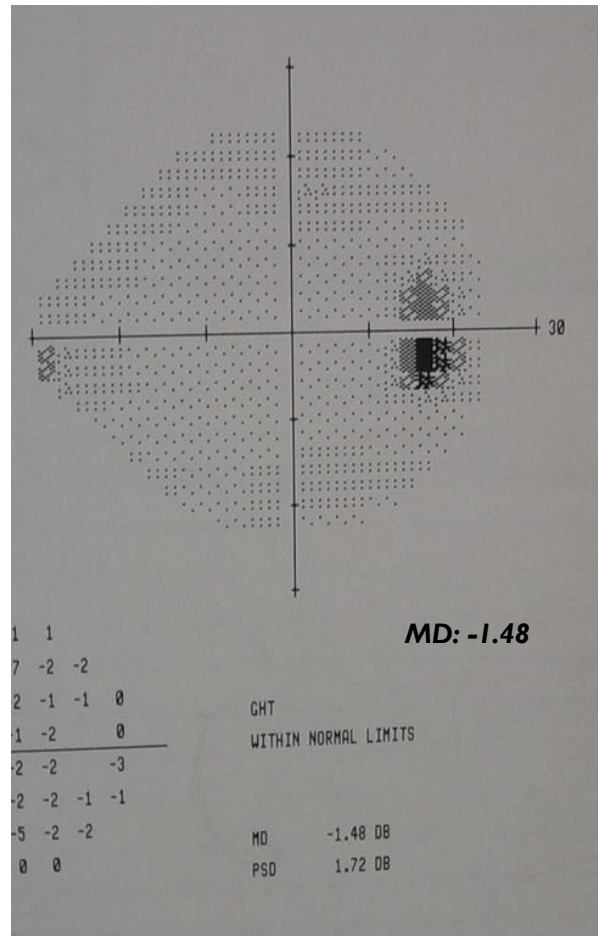 30
MD: -1.48
1 1
7 -2 -2
2 -1 -1 0
-1 -2 0
-2 -2 -3
-2 -2 -1 -1
-5 -2 -2
0 0
GHT
WITHIN NORMAL LIMITS
MD -1.48 DB
PSD 1.72 DB